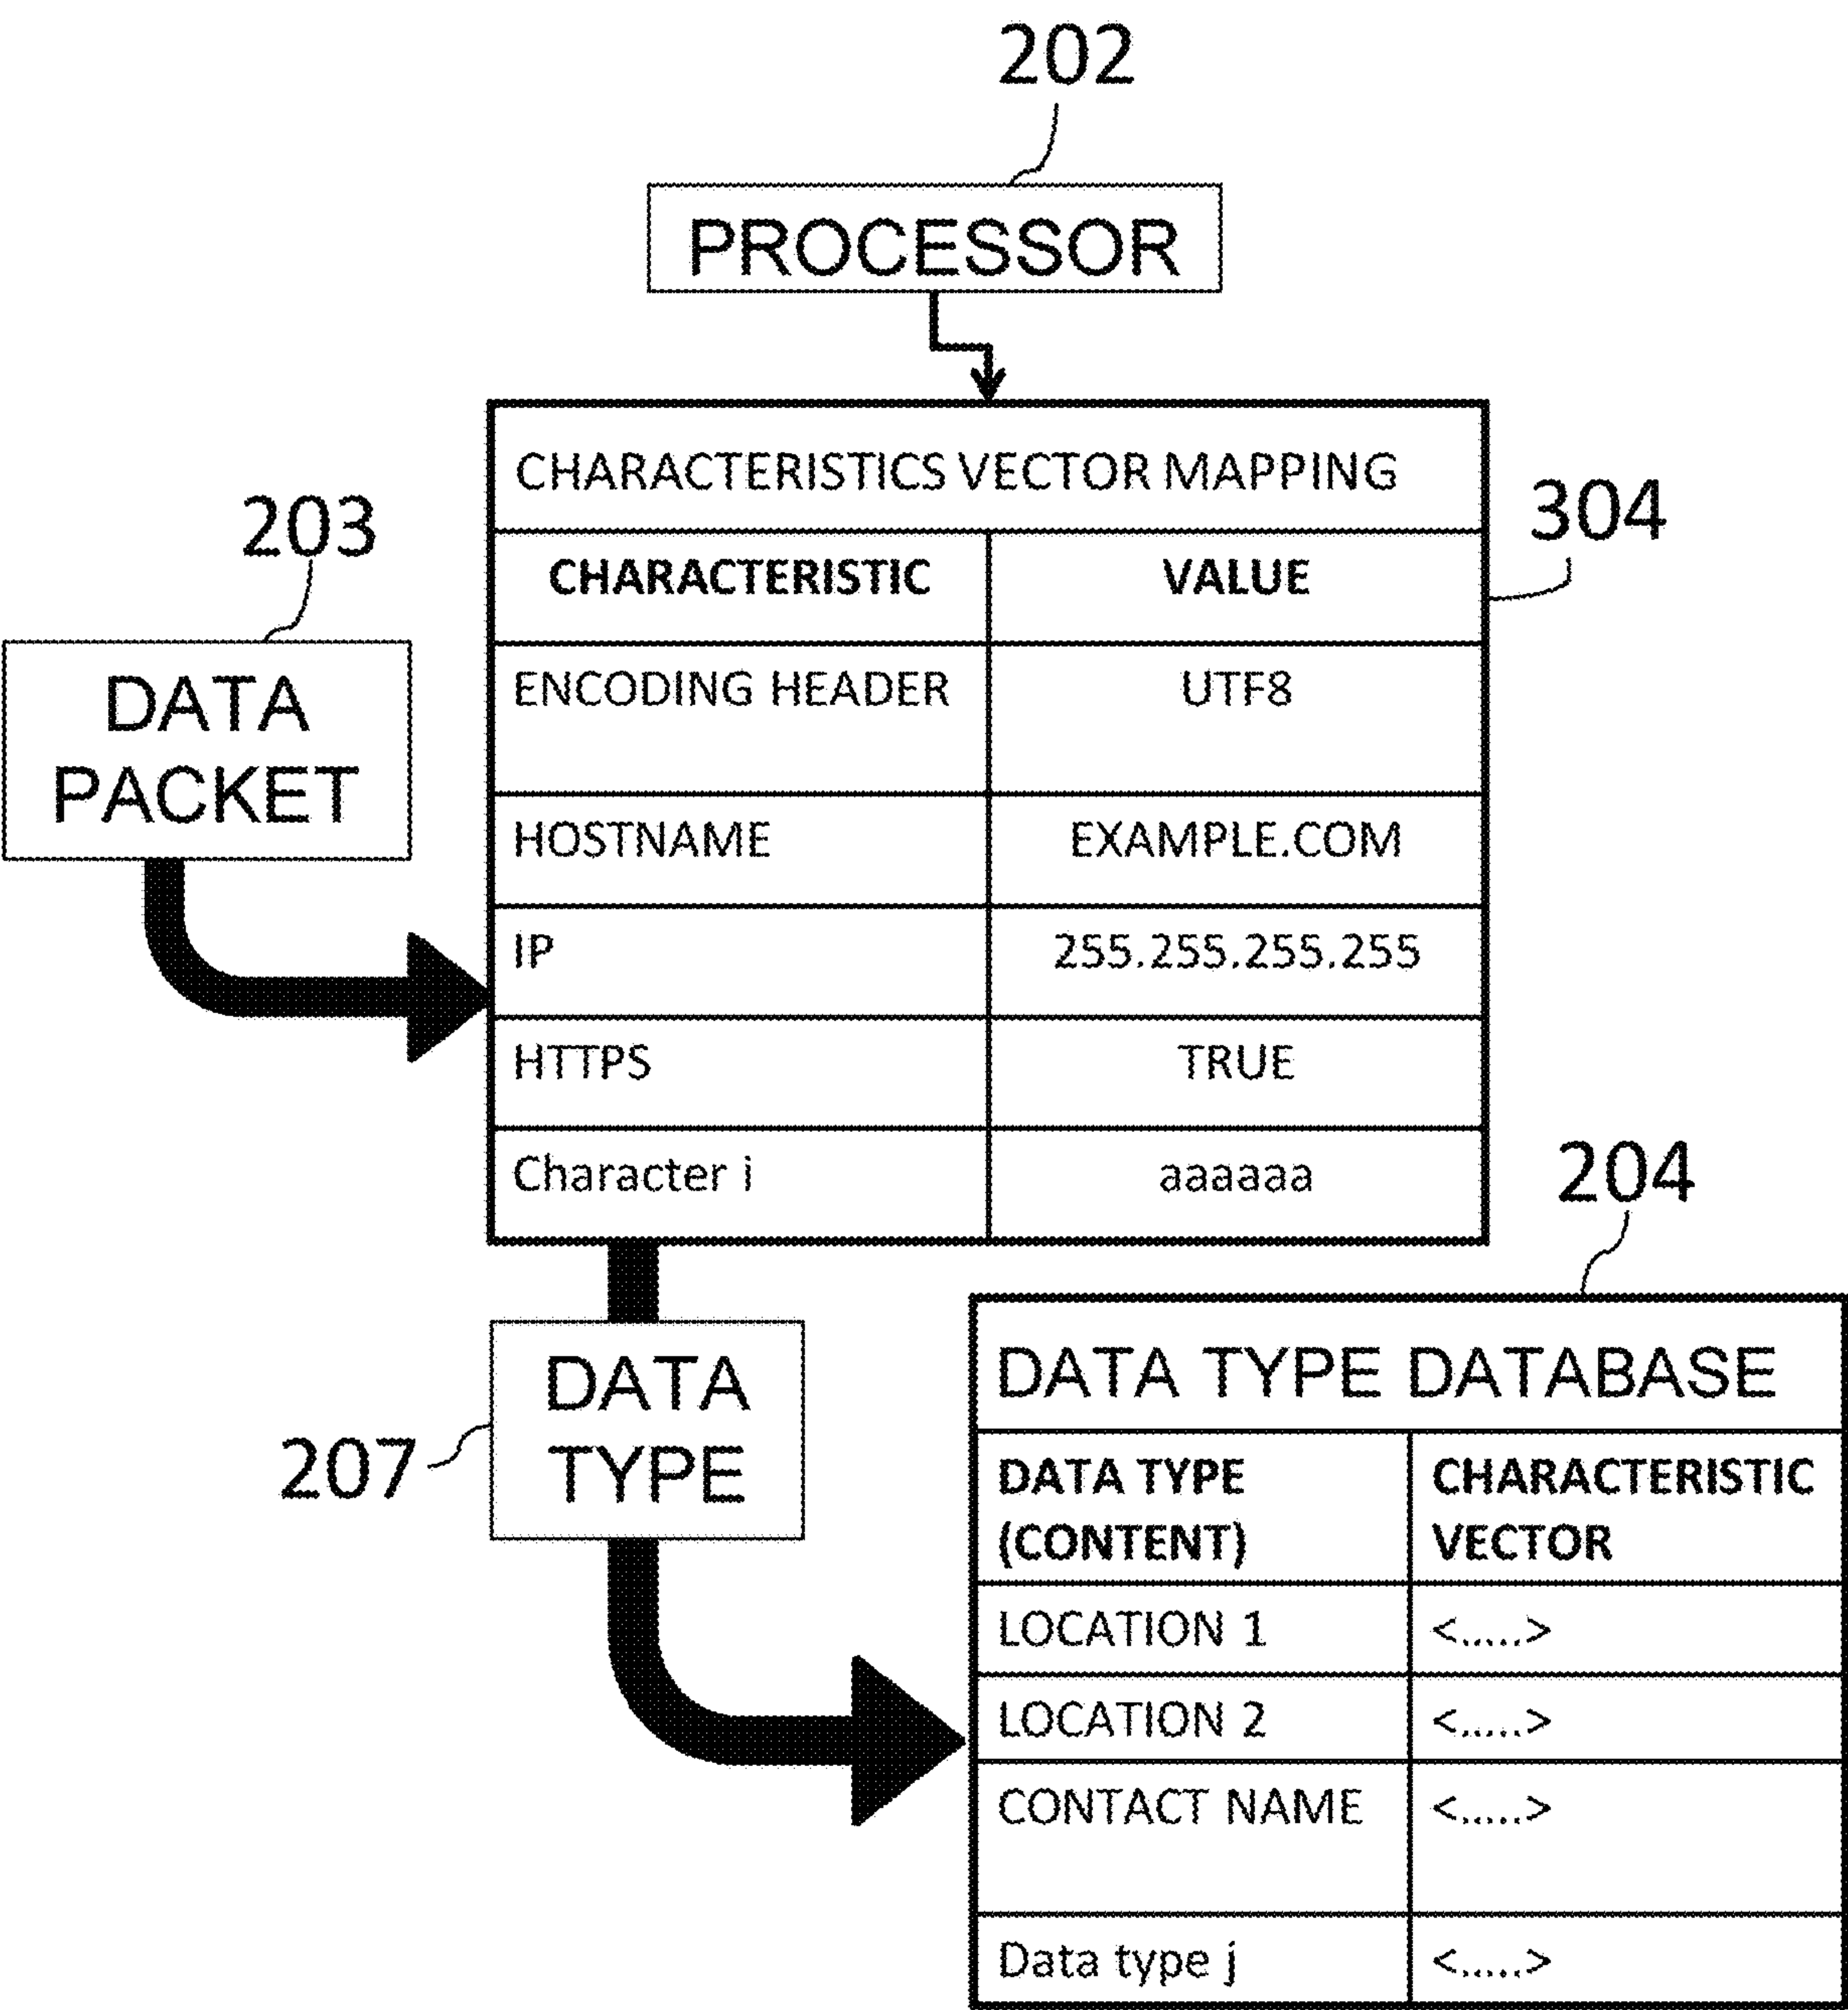 202
PROCESSOR
CHARACTERISTICS VECTOR MAPPING
203
304
CHARACTERISTIC VALUE
DATA
PACKET
ENCODING HEADER UTF8
HOSTNAME EXAMPLE.COM
IP 255.255.255.255
HTTPS TRUE
Character i aaaaaa
204
DATA
TYPE
207
DATA TYPE DATABASE
DATA TYPE CHARACTERISTIC
(CONTENT) VECTOR
LOCATION 1 <.....>
LOCATION 2 <.....>
CONTACT NAME <.....>
Data type j <.....>